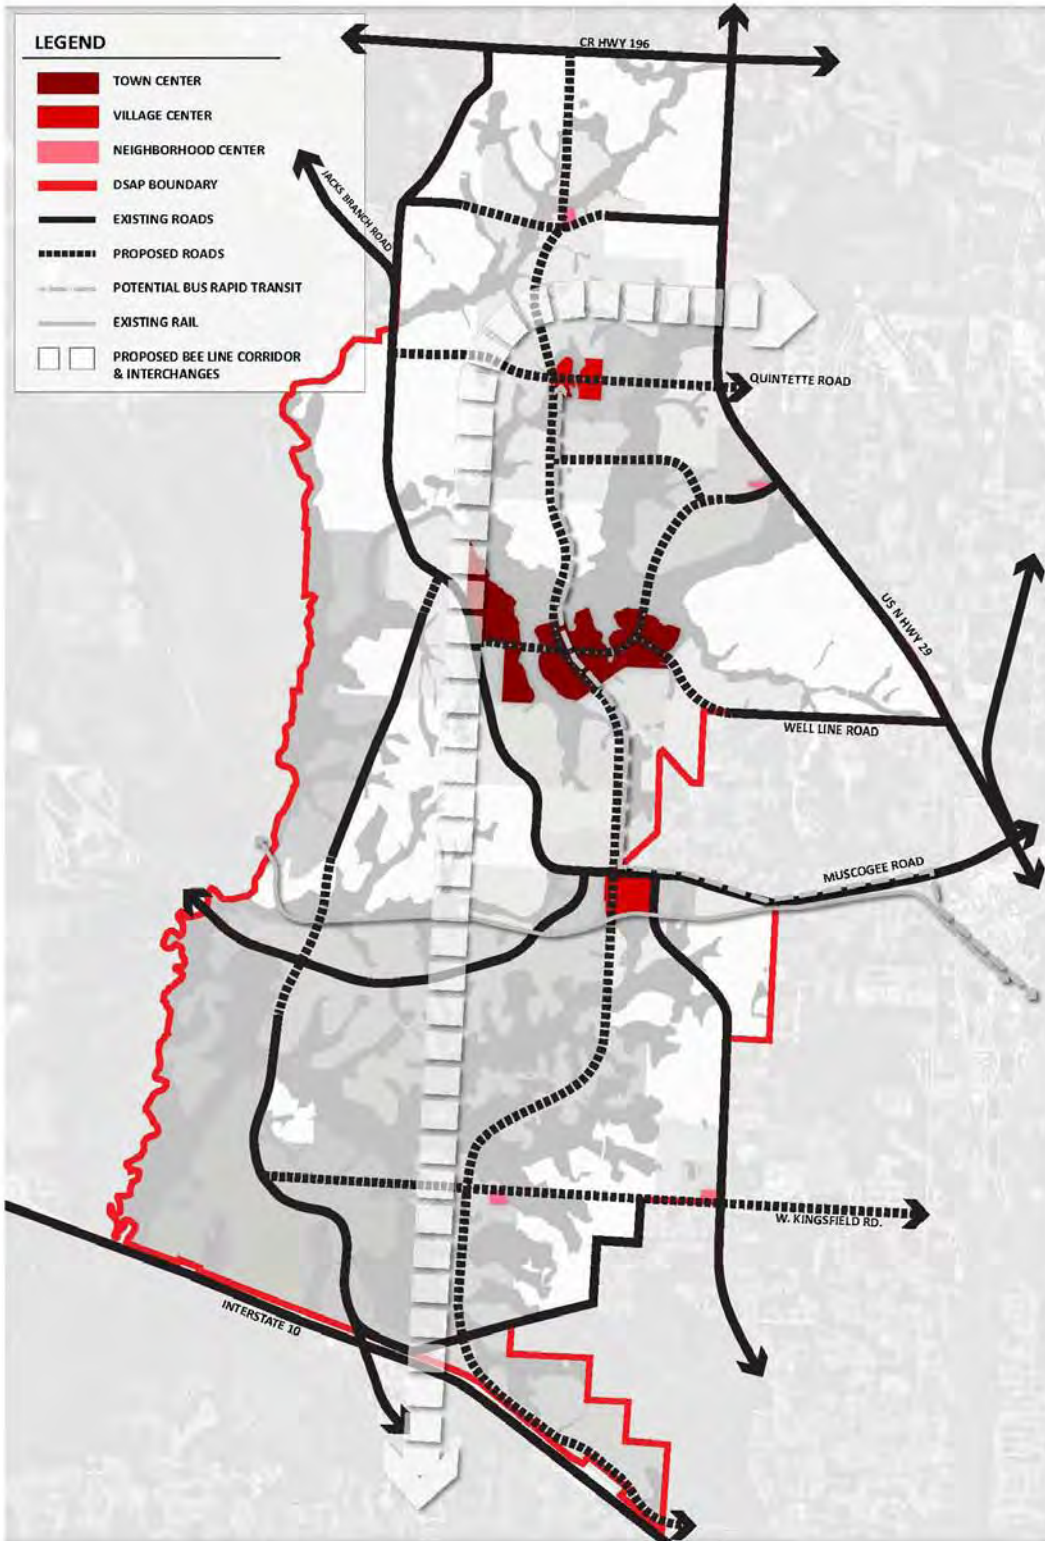 LEGEND
TOWN CENTER
VILLAGE CENTER
NEIGHBORHOOD CENTER
DSAP BOUNDARY
EXISTING ROADS
PROPOSED ROADS
POTENTIAL BUS RAPID TRANSIT
EXISTING RAIL
PROPOSED BEE LINE CORRIDOR
& INTERCHANGES
CR HWY 196
JACKS BRANCH ROAD
QUINTETTE ROAD
US N HWY 29
WELL LINE ROAD
MUSCOGEE ROAD
W. KINGSFIELD RD.
INTERSTATE 10